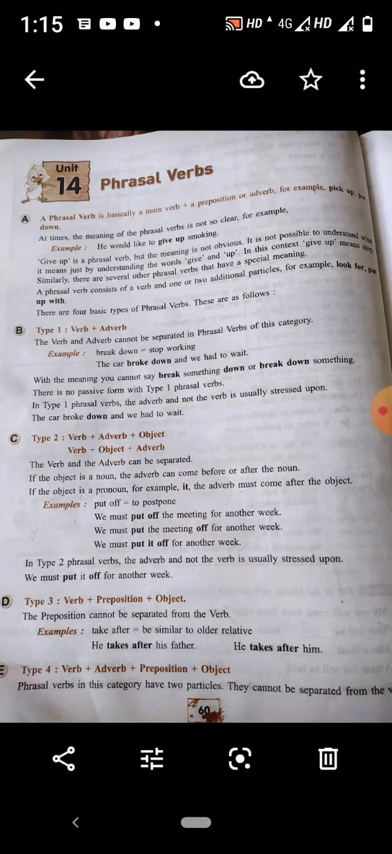 1:15
HD 4G HD
Unit
14 Phrasal Verbs
A A Phrasal Verb is basically a main verb + a preposition or adverb, for example, pick up,
down.
At times, the meaning of the phrasal verbs is not so clear, for example,
Example : He would like to give up smoking.
'Give up' is a phrasal verb, but the meaning is not obvious. It is not possible to understand what
it means just by understanding the words 'give' and 'up'. In this context 'give up' means stop
Similarly, there are several other phrasal verbs that have a special meaning.
A phrasal verb consists of a verb and one or two additional particles, for example, look for,
up with.
There are four basic types of Phrasal Verbs. These are as follows :
B Type 1 : Verb + Adverb
The Verb and Adverb cannot be separated in Phrasal Verbs of this category.
Example : break down = stop working
The car broke down and we had to wait.
With the meaning you cannot say break something down or break down something.
There is no passive form with Type 1 phrasal verbs.
In Type 1 phrasal verbs, the adverb and not the verb is usually stressed upon.
The car broke down and we had to wait.
C Type 2 : Verb + Adverb + Object
Verb + Object + Adverb
The Verb and the Adverb can be separated.
If the object is a noun, the adverb can come before or after the noun.
If the object is a pronoun, for example, it, the adverb must come after the object.
Examples : put off = to postpone
We must put off the meeting for another week.
We must put the meeting off for another week.
We must put it off for another week.
In Type 2 phrasal verbs, the adverb and not the verb is usually stressed upon.
We must put it off for another week.
D Type 3 : Verb + Preposition + Object.
The Preposition cannot be separated from the Verb.
Examples : take after = be similar to older relative
He takes after his father. He takes after him.
E Type 4 : Verb + Adverb + Preposition + Object
Phrasal verbs in this category have two particles. They cannot be separated from the
60